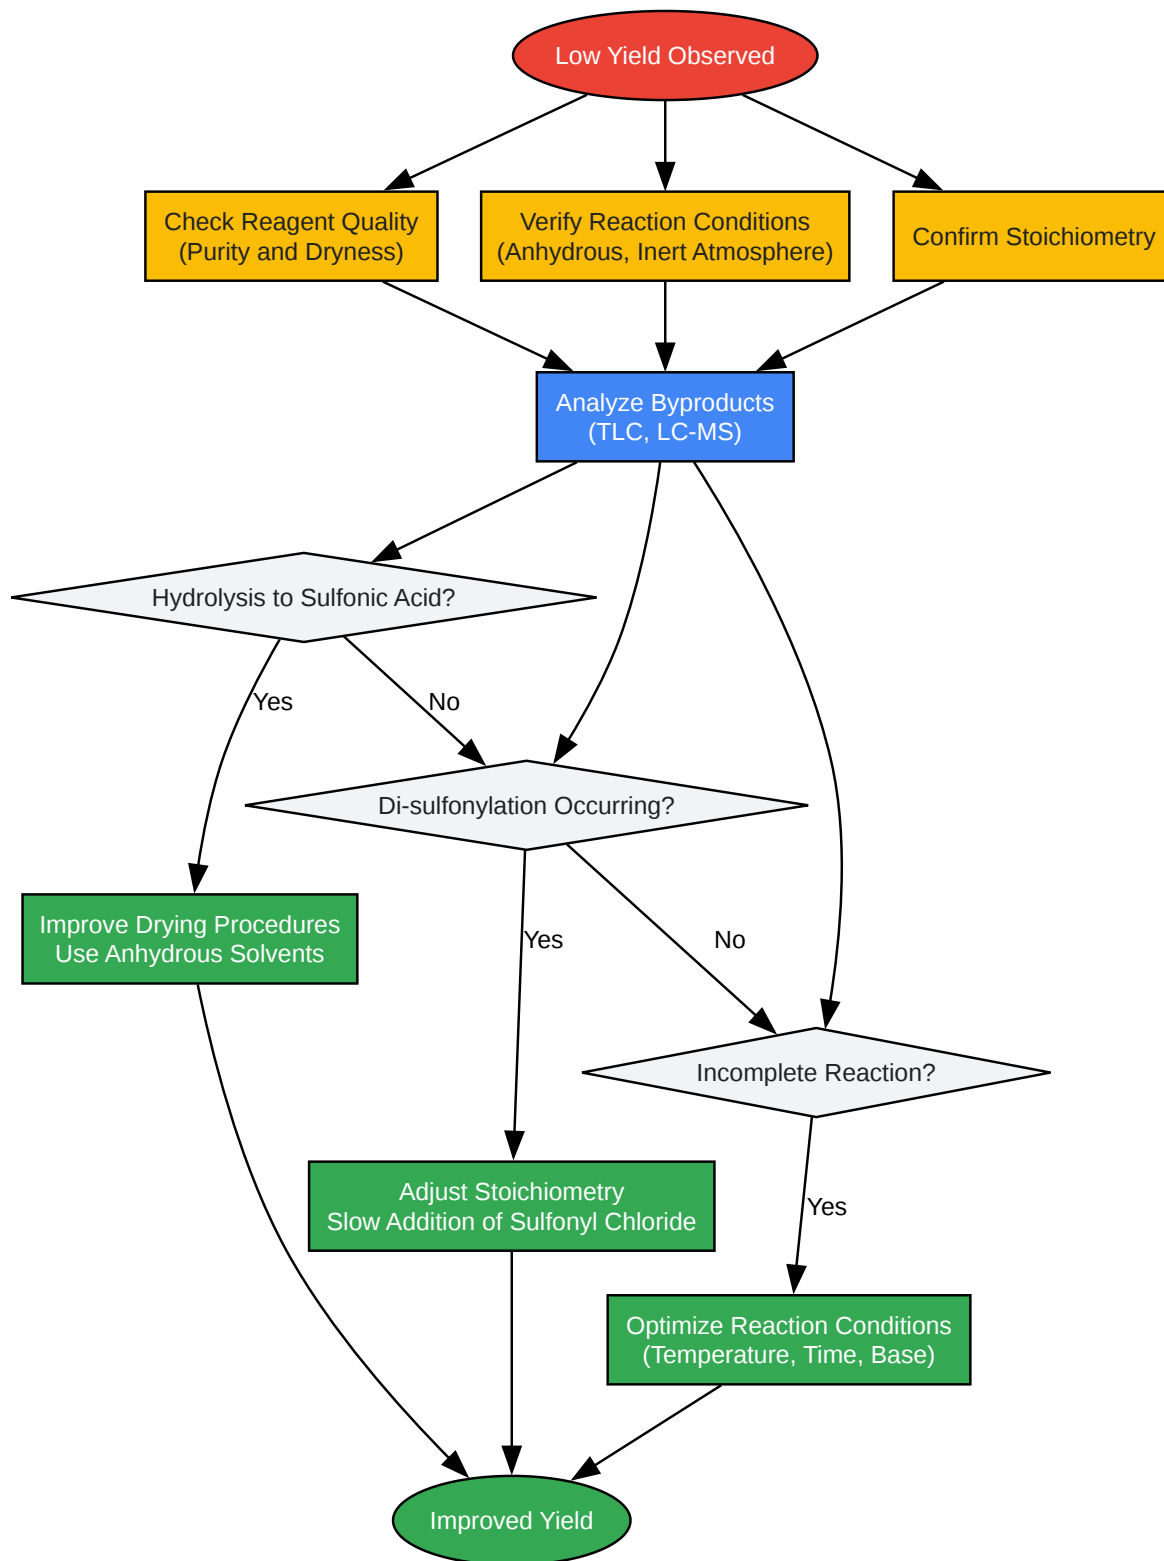 Low Yield Observed
Check Reagent Quality
(Purity and Dryness)
Verify Reaction Conditions
(Anhydrous, Inert Atmosphere)
Confirm Stoichiometry
Analyze Byproducts
(TLC, LC-MS)
Hydrolysis to Sulfonic Acid?
Yes
No
Di-sulfonylation Occurring?
Improve Drying Procedures
Use Anhydrous Solvents
Yes
No
Incomplete Reaction?
Adjust Stoichiometry
Slow Addition of Sulfonyl Chloride
Yes
Optimize Reaction Conditions
(Temperature, Time, Base)
Improved Yield